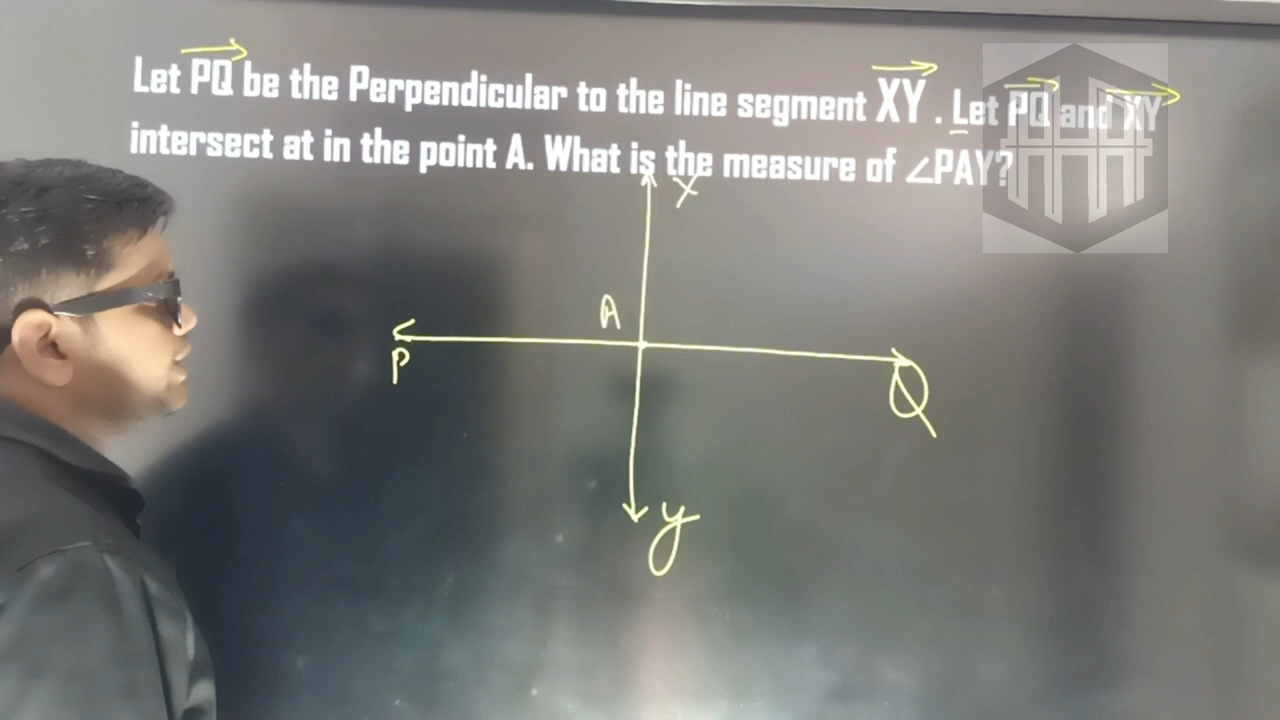 Let PQ be the Perpendicular to the line segment XY. Let PQ and XY
intersect at in the point A. What is the measure of ∠PAY?
X
A
P
Q
y